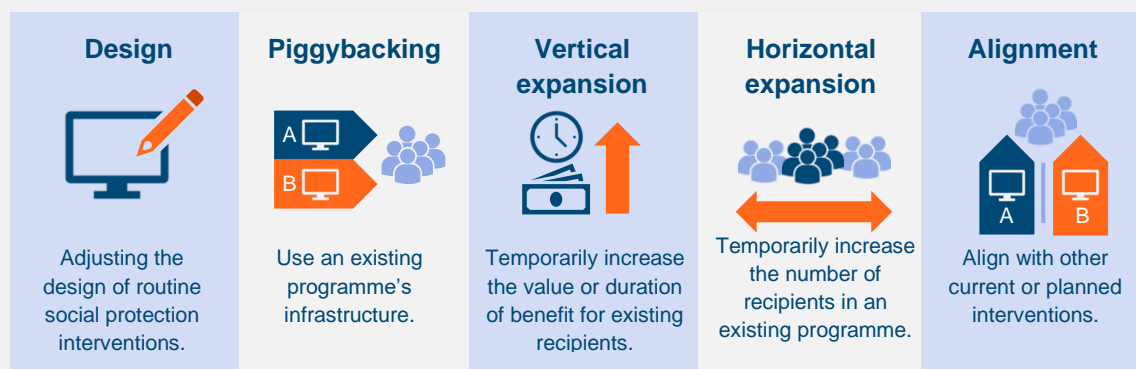 Design
Adjusting the
design of routine
social protection
interventions.
Piggybacking
A
B
Use an existing
programme's
infrastructure.
Vertical
expansion
Temporarily increase
the value or duration
of benefit for existing
recipients.
Horizontal
expansion
Temporarily increase
the number of
recipients in an
existing programme.
Alignment
A
B
Align with other
current or planned
interventions.